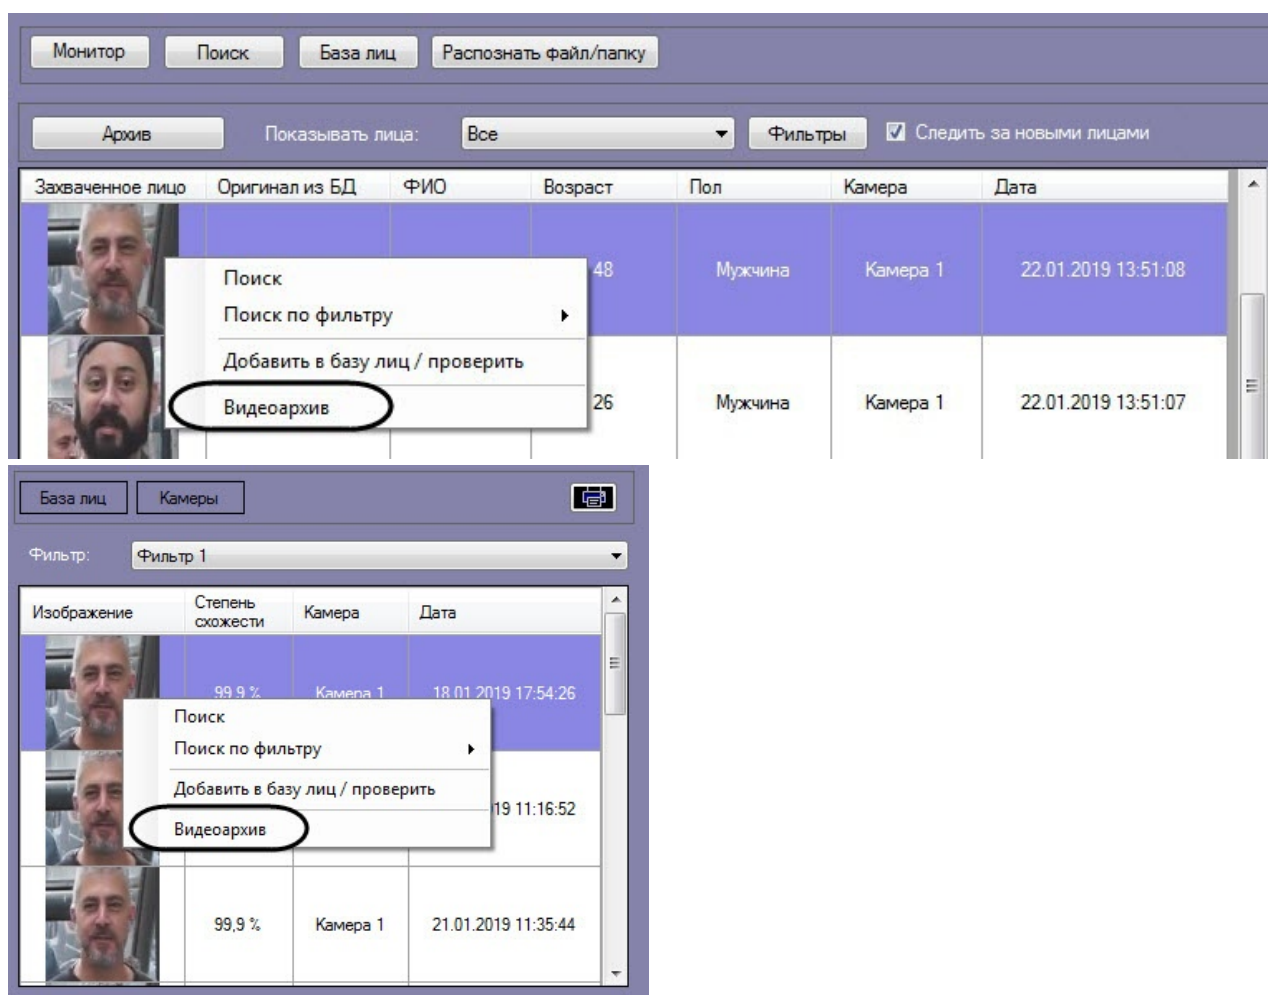 Монитор Поиск База лиц Распознать файл/папку
Архив Показывать лица: Все Фильтры Следить за новыми лицами
Захваченное лицо Оригинал из БД ФИО Возраст Пол Камера Дата
48 Мужчина Камера 1 22.01.2019 13:51:08
Поиск
Поиск по фильтру
Добавить в базу лиц / проверить
Видеоархив
26 Мужчина Камера 1 22.01.2019 13:51:07
База лиц Камеры
Фильтр: Фильтр 1
Изображение Степень схожести Камера Дата
99,9 % Камера 1 18.01.2019 17:54:26
Поиск
Поиск по фильтру
Добавить в базу лиц / проверить
Видеоархив
19 11:16:52
99,9 % Камера 1 21.01.2019 11:35:44